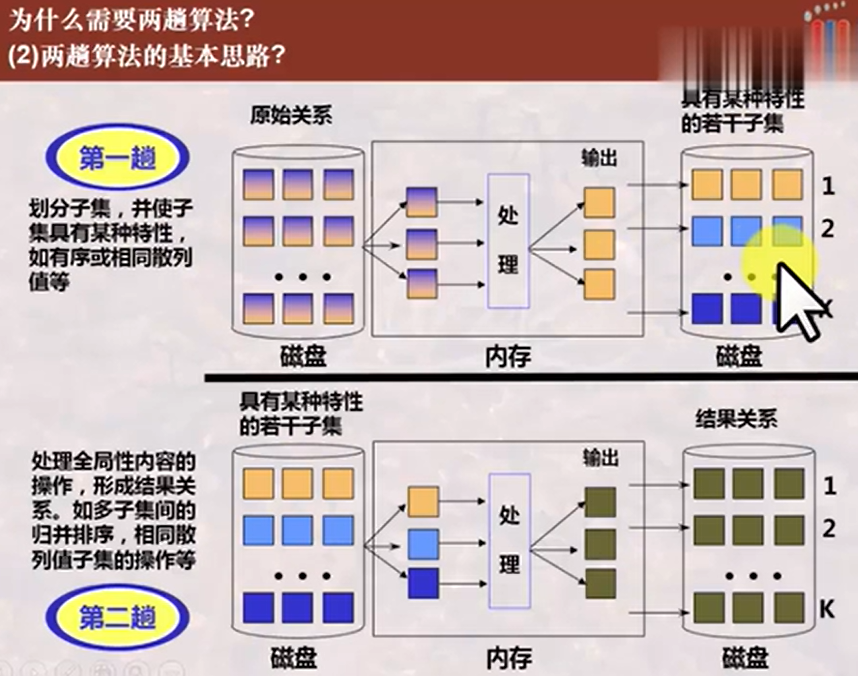 为什么需要两趟算法?
(2)两趟算法的基本思路?
第一趟
划分子集，并使子
集具有某种特性，
如有序或相同散列
值等
原始关系
磁盘
处
理
输出
内存
具有某种特性
的若干子集
1
2
K
磁盘
处理全局性内容的
操作，形成结果关
系。如多子集间的
归并排序，相同散
列值子集的操作等
第二趟
具有某种特性
的若干子集
磁盘
处
理
输出
内存
结果关系
1
2
K
磁盘